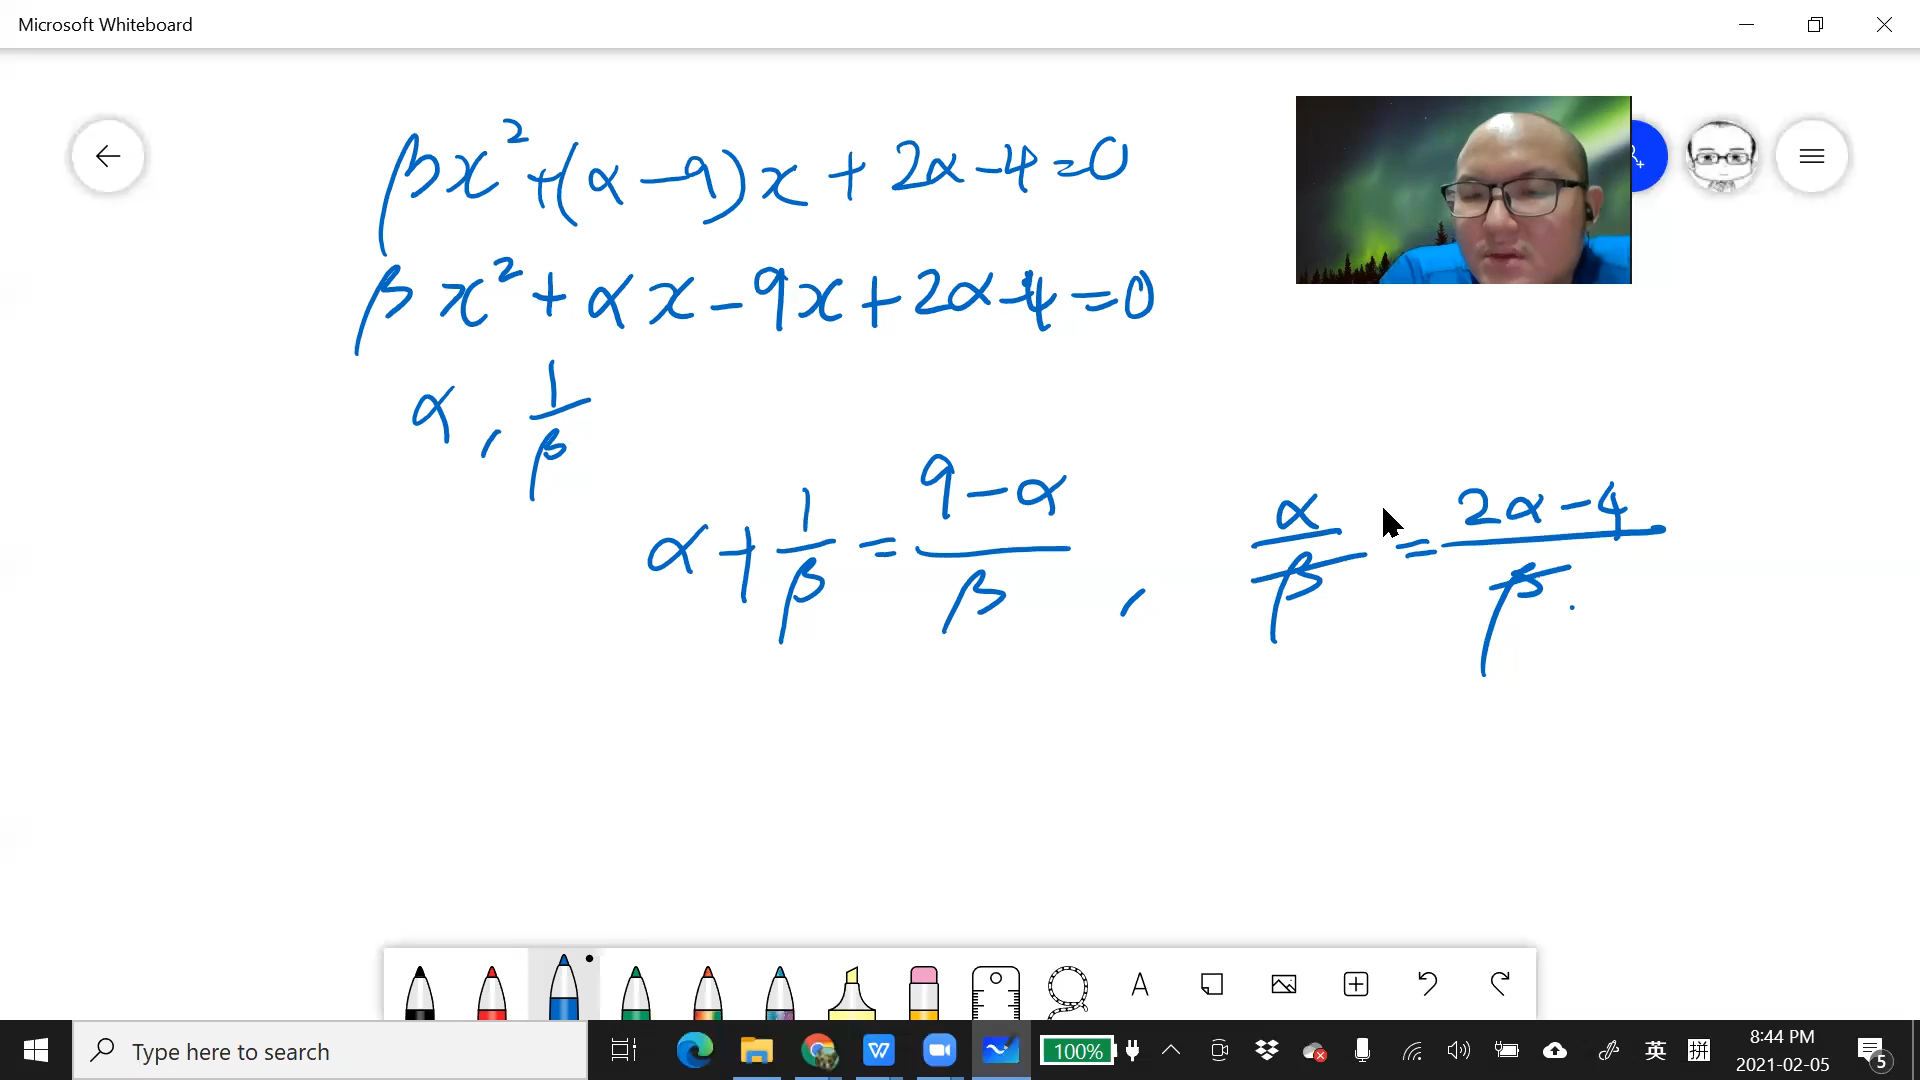 Microsoft Whiteboard
βx²+(α-9)x+2α-4=0
βx²+αx-9x+2α-4=0
α, 1/β
α+1/β=(9-α)/β, α/β=(2α-4)/β.
Type here to search
100%
英
拼
8:44 PM
2021-02-05
5